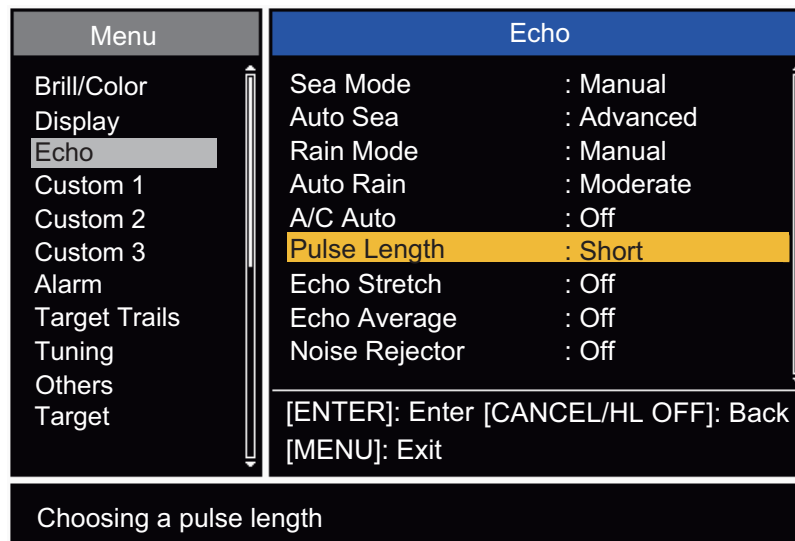 Menu
Brill/Color
Display
Echo
Custom 1
Custom 2
Custom 3
Alarm
Target Trails
Tuning
Others
Target
Echo
Sea Mode : Manual
Auto Sea : Advanced
Rain Mode : Manual
Auto Rain : Moderate
A/C Auto : Off
Pulse Length : Short
Echo Stretch : Off
Echo Average : Off
Noise Rejector : Off
[ENTER]: Enter [CANCEL/HL OFF]: Back
[MENU]: Exit
Choosing a pulse length